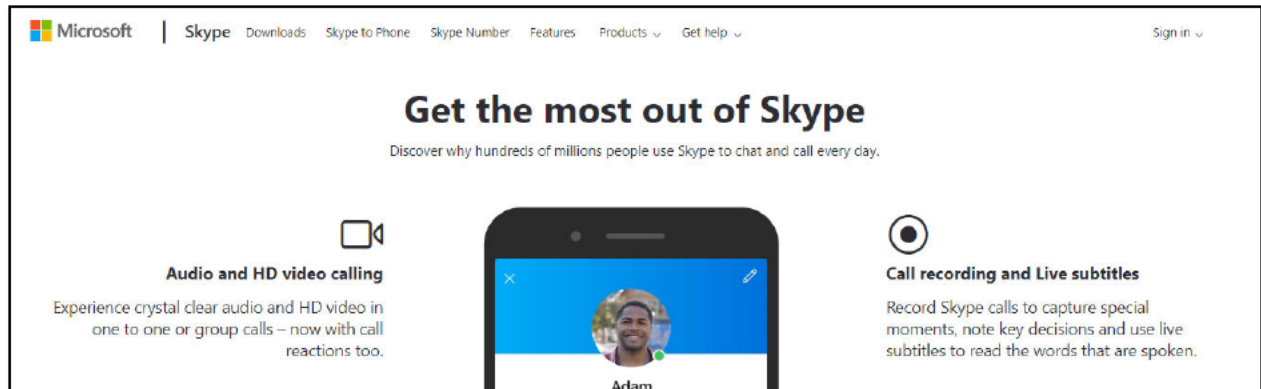 Microsoft | Skype Downloads Skype to Phone Skype Number Features Products Get help Sign in
Get the most out of Skype
Discover why hundreds of millions people use Skype to chat and call every day.
Audio and HD video calling
Experience crystal clear audio and HD video in
one to one or group calls – now with call
reactions too.
Adam
Call recording and Live subtitles
Record Skype calls to capture special
moments, note key decisions and use live
subtitles to read the words that are spoken.